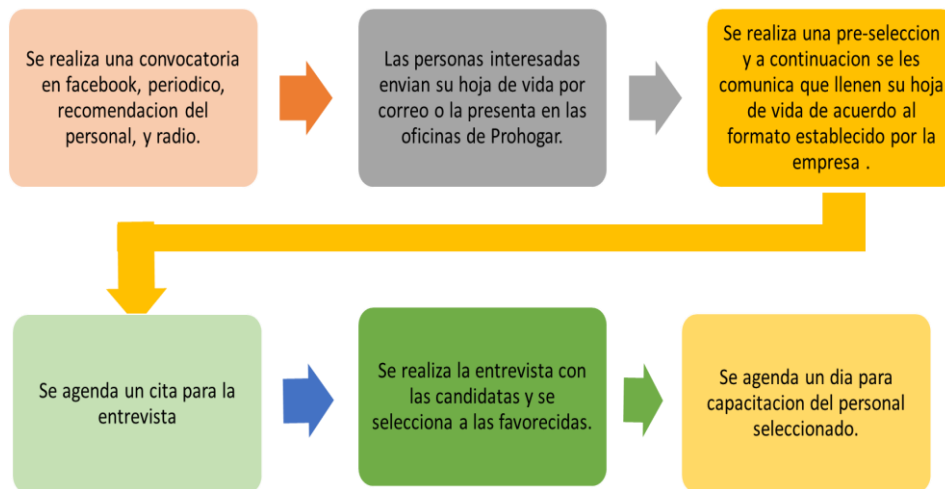 Se realiza una convocatoria
en facebook, periodico,
recomendacion del
personal, y radio.
Las personas interesadas
envian su hoja de vida por
correo o la presenta en las
oficinas de Prohogar.
Se realiza una pre-seleccion
y a continuacion se les
comunica que llenen su hoja
de vida de acuerdo al
formato establecido por la
empresa .
Se agenda un cita para la
entrevista
Se realiza la entrevista con
las candidatas y se
selecciona a las favorecidas.
Se agenda un dia para
capacitacion del personal
seleccionado.